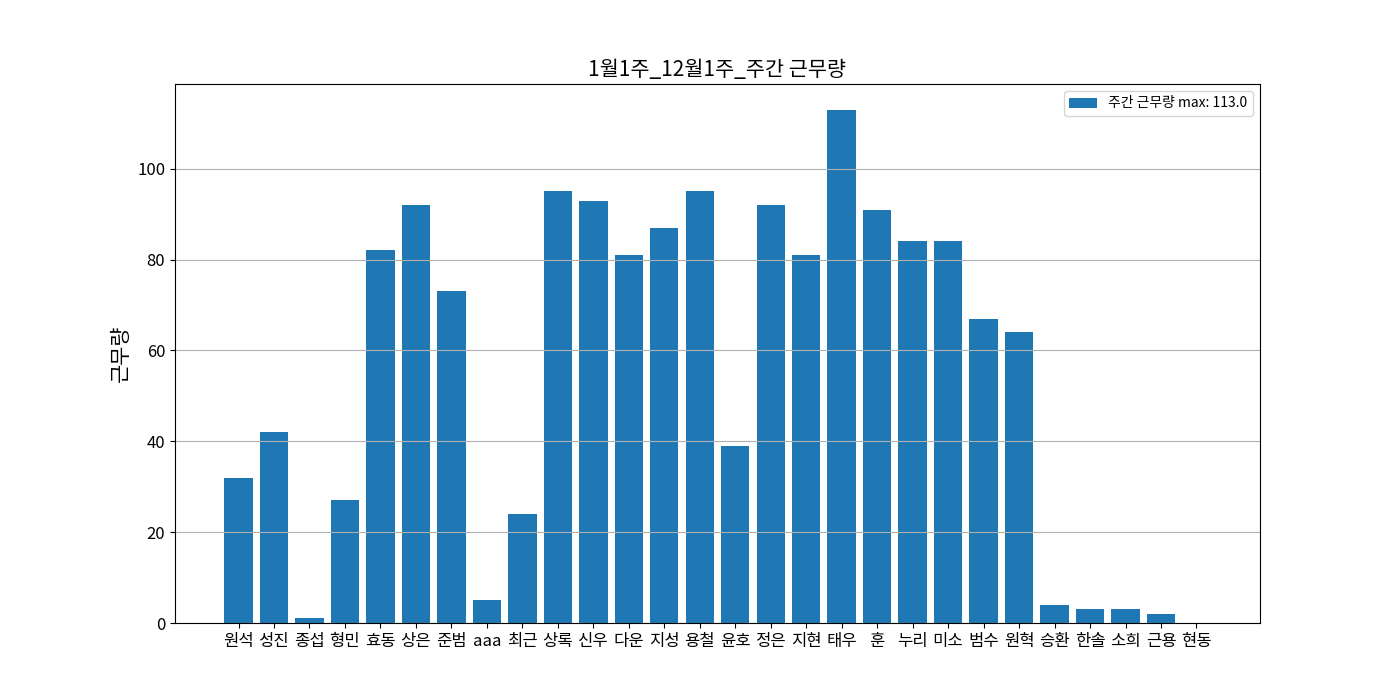 1월1주_12월1주_주간 근무량
주간 근무량 max: 113.0
근무량
100
80
60
40
20
0
원석 성진 종섭 형민 효동 상은 준범 aaa 최근 상록 신우 다운 지성 용철 윤호 정은 지현 태우 훈 누리 미소 범수 원혁 승환 한솔 소희 근용 현동